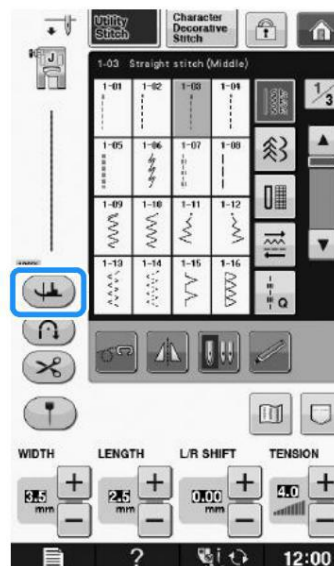 Utility
Stitch
Character
Decorative
Stitch
J
1-03 Straight stitch (Middle)
1-01 1-02 1-03 1-04
1/3
1-05 1-06 1-07 1-08
1-09 1-10 1-11 1-12
1-13 1-14 1-15 1-16
Q
WIDTH LENGTH L/R SHIFT TENSION
3.5 mm + −
2.5 mm + −
0.00 mm + −
4.0 + −
? i 12:00